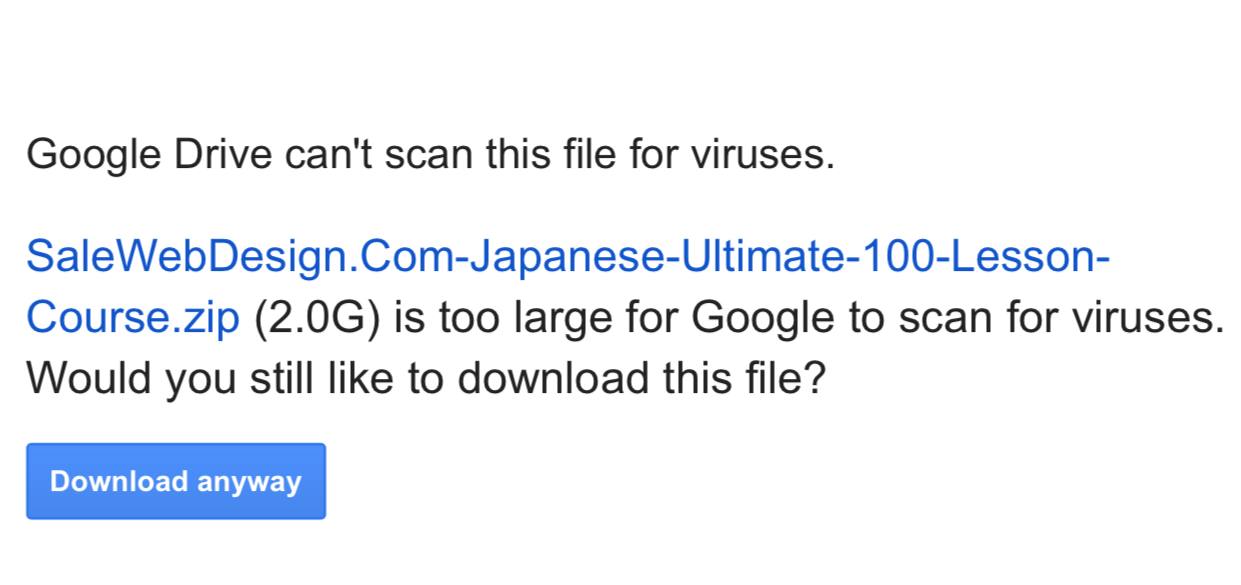 Google Drive can't scan this file for viruses.
SaleWebDesign.Com-Japanese-Ultimate-100-Lesson-
Course.zip (2.0G) is too large for Google to scan for viruses.
Would you still like to download this file?
Download anyway